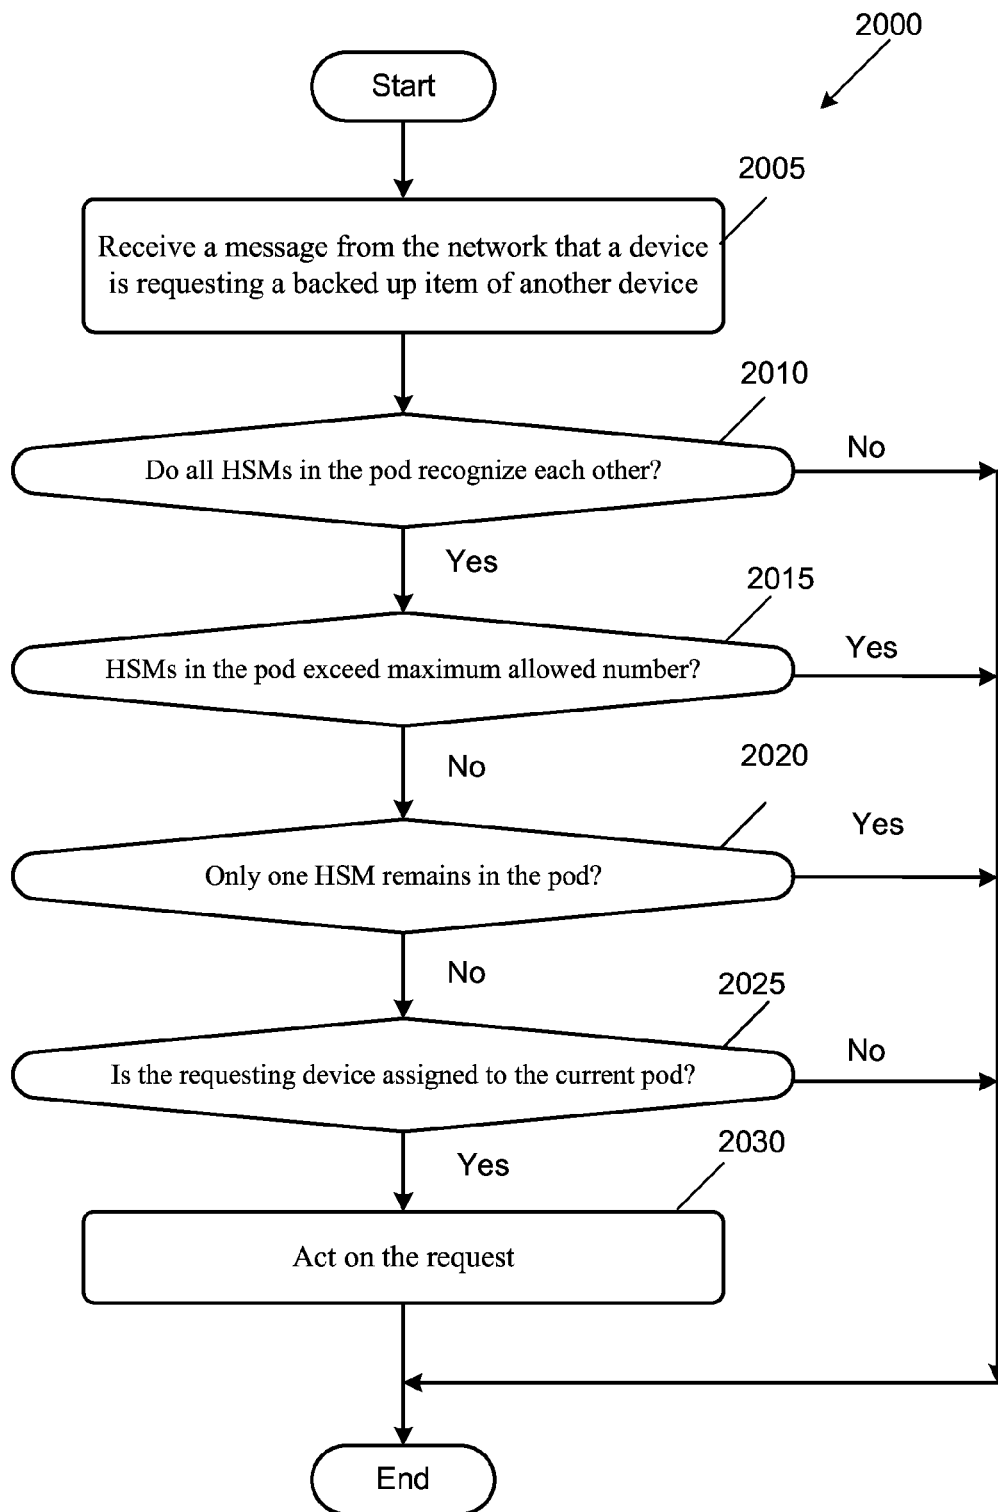 2000
Start
2005
Receive a message from the network that a device
is requesting a backed up item of another device
2010
Do all HSMs in the pod recognize each other?
No
Yes
2015
HSMs in the pod exceed maximum allowed number?
Yes
No
2020
Only one HSM remains in the pod?
Yes
No
2025
Is the requesting device assigned to the current pod?
No
Yes
2030
Act on the request
End